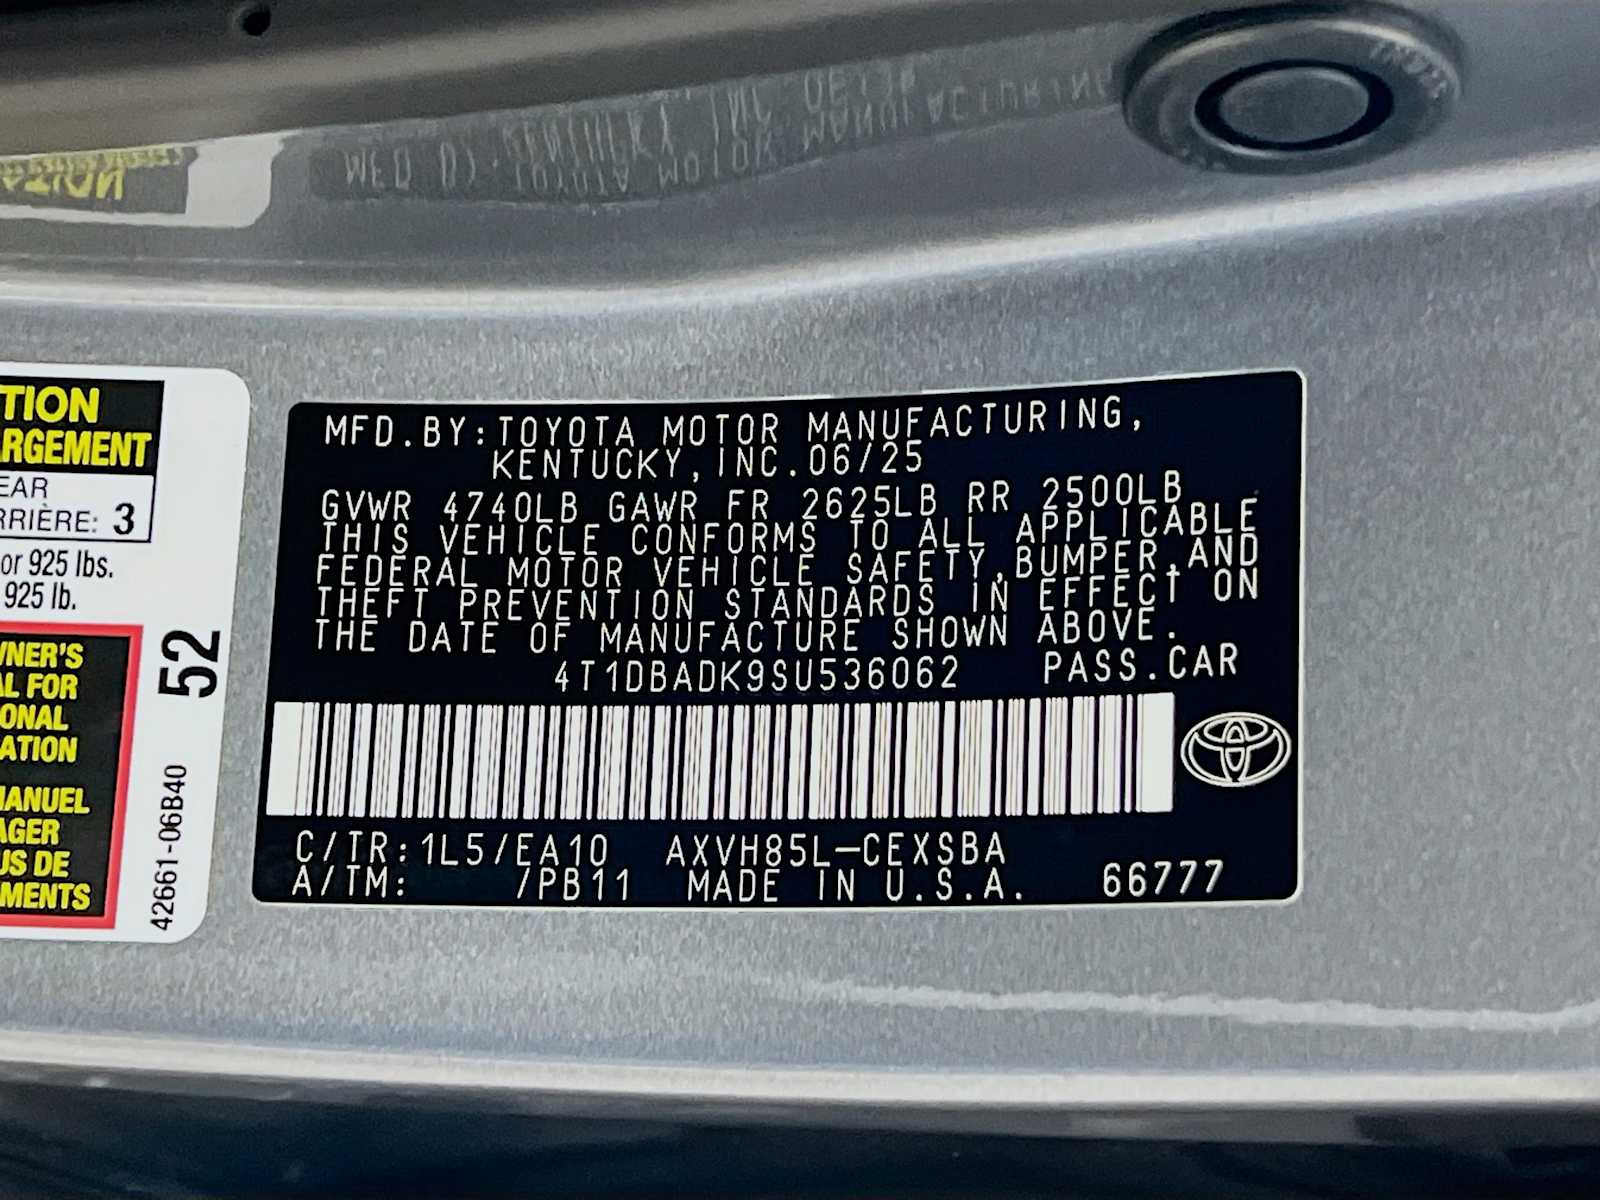 TION
ARGEMENT
EAR
RRIÈRE: 3
or 925 lbs.
925 lb.
WNER'S
AL FOR
ONAL
ATION
MANUEL
AGER
US DE
MENTS
52
42661-06B40
MFD.BY:TOYOTA MOTOR MANUFACTURING,
KENTUCKY,INC.06/25
GVWR 4740LB GAWR FR 2625LB RR 2500LB
THIS VEHICLE CONFORMS TO ALL APPLICABLE
FEDERAL MOTOR VEHICLE SAFETY,BUMPER,AND
THEFT PREVENTION STANDARDS IN EFFECT ON
THE DATE OF MANUFACTURE SHOWN ABOVE.
4T1DBADK9SU536062 PASS.CAR
C/TR:1L5/EA10 AXVH85L-CEXSBA
A/TM: /PB11 MADE IN U.S.A. 66777